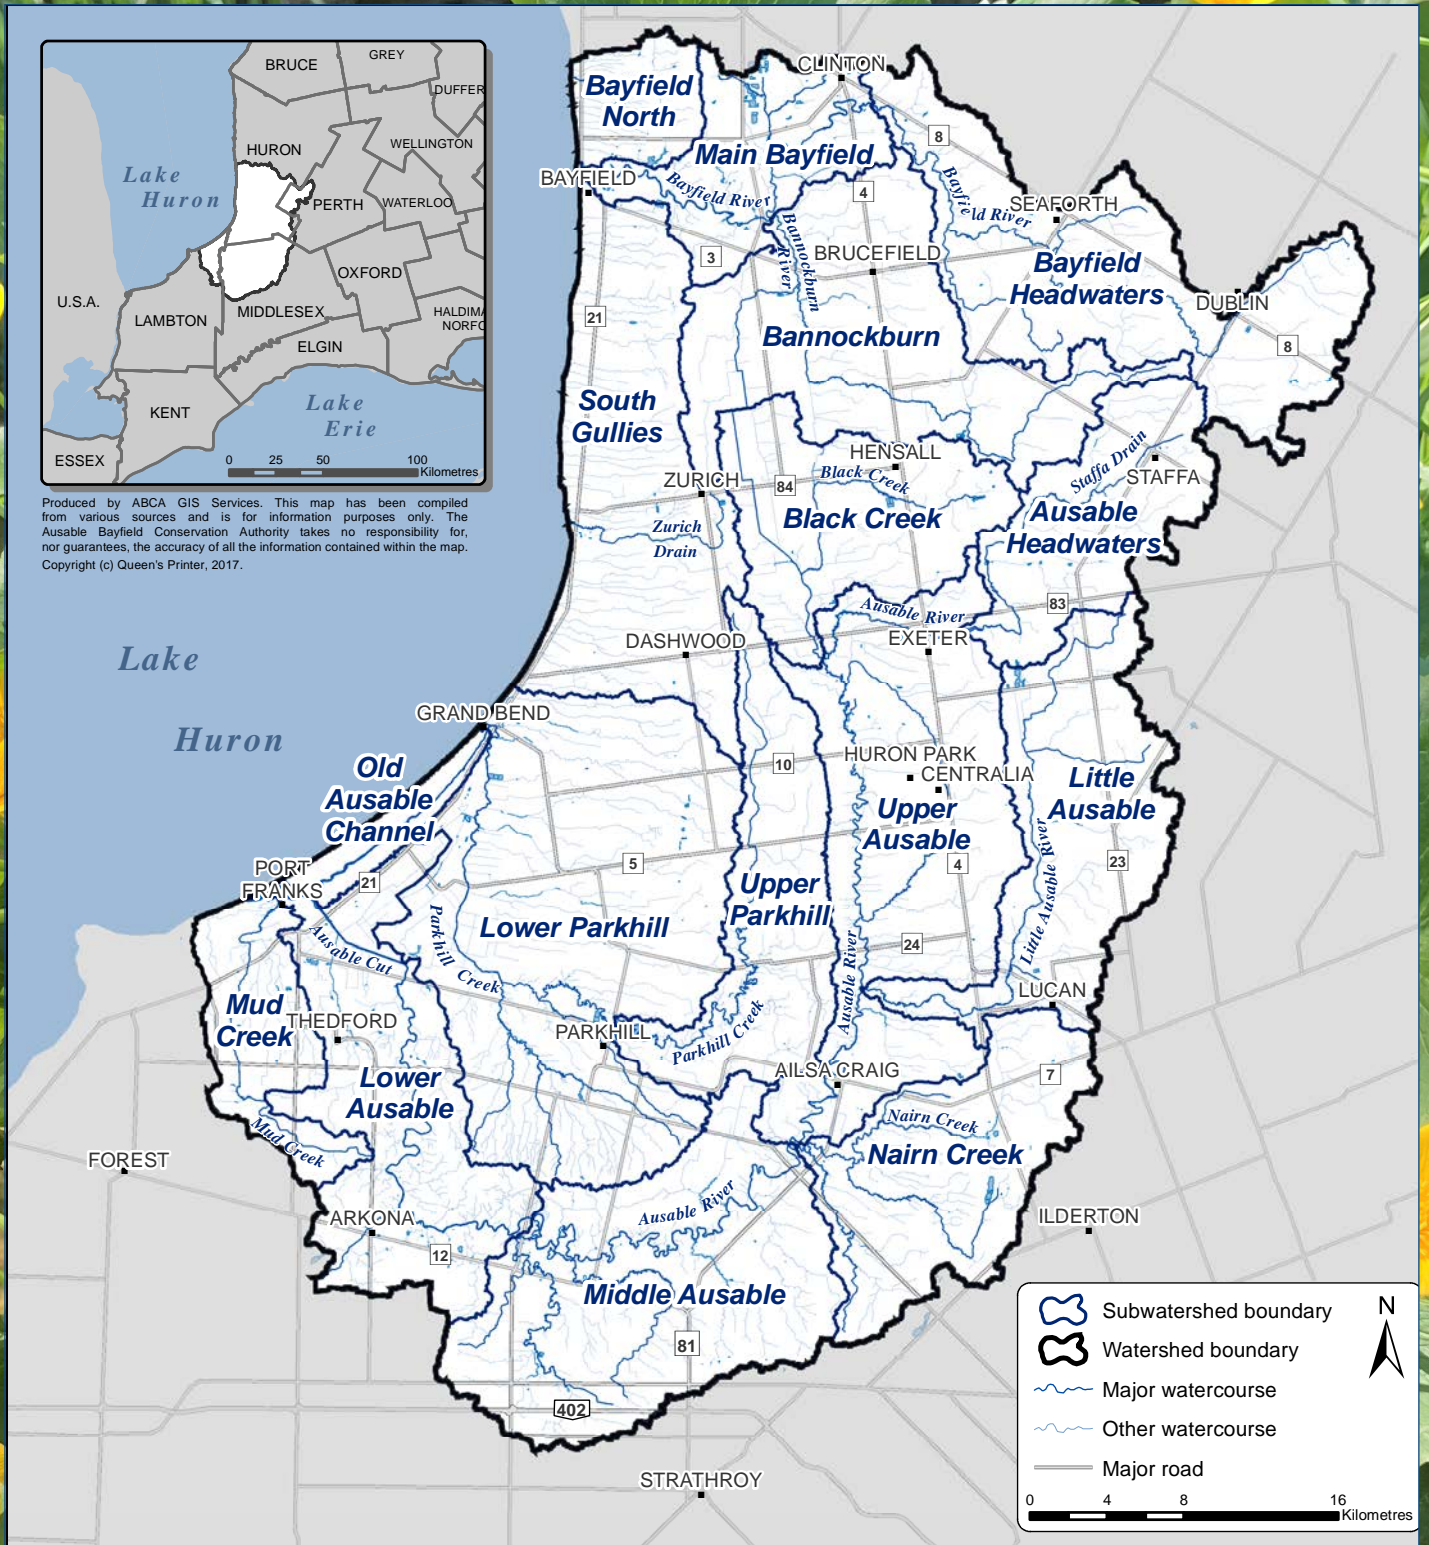 BRUCE
GREY
DUFFER
HURON
WELLINGTON
Lake
Huron
PERTH
WATERLOO
OXFORD
U.S.A.
LAMBTON
MIDDLESEX
HALDIMA
NORFO
ELGIN
KENT
Lake
Erie
ESSEX
0 25 50 100
Kilometres
Produced by ABCA GIS Services. This map has been compiled
from various sources and is for information purposes only. The
Ausable Bayfield Conservation Authority takes no responsibility for,
nor guarantees, the accuracy of all the information contained within the map.
Copyright (c) Queen's Printer, 2017.
Bayfield
North
CLINTON
8
Main Bayfield
BAYFIELD
Bayfield River
4
Bayfield River
SEAFORTH
Bannockburn
River
3
BRUCEFIELD
Bayfield
Headwaters
DUBLIN
21
Bannockburn
8
South
Gullies
HENSALL
ZURICH
84
Black Creek
Staffa Drain
STAFFA
Zurich
Drain
Black Creek
Ausable
Headwaters
83
Ausable River
DASHWOOD
EXETER
Lake
Huron
GRAND BEND
Old
Ausable
Channel
10
HURON PARK
CENTRALIA
Little
Ausable
Upper
Ausable
PORT
FRANKS
21
5
4
23
Upper
Parkhill
Little Ausable River
Parkhill Creek
Lower Parkhill
Ausable Cut
24
Ausable River
LUCAN
Mud
Creek
THEDFORD
PARKHILL
Parkhill Creek
AILSA CRAIG
7
Lower
Ausable
Nairn Creek
Mud Creek
FOREST
Nairn Creek
ARKONA
Ausable River
ILDERTON
12
Middle Ausable
81
402
STRATHROY
Subwatershed boundary
N
Watershed boundary
Major watercourse
Other watercourse
Major road
0 4 8 16
Kilometres